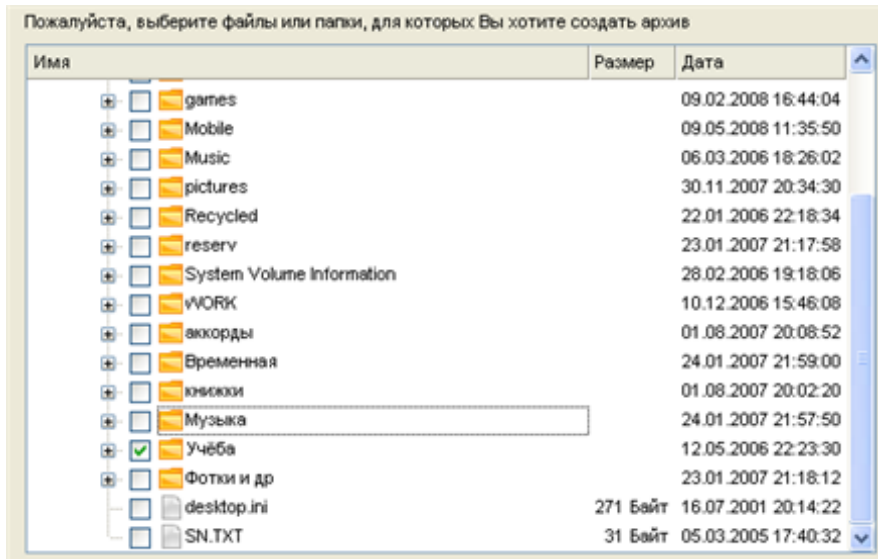 Пожалуйста, выберите файлы или папки, для которых Вы хотите создать архив
Имя Размер Дата
games 09.02.2008 16:44:04
Mobile 09.05.2008 11:35:50
Music 06.03.2006 18:26:02
pictures 30.11.2007 20:34:30
Recycled 22.01.2006 22:18:34
reserv 23.01.2007 21:17:58
System Volume Information 28.02.2006 19:18:06
WORK 10.12.2006 15:46:08
аккорды 01.08.2007 20:08:52
Временная 24.01.2007 21:59:00
книжки 01.08.2007 20:02:20
Музыка 24.01.2007 21:57:50
Учёба 12.05.2006 22:23:30
Фотки и др 23.01.2007 21:18:12
desktop.ini 271 Байт 16.07.2001 20:14:22
SN.TXT 31 Байт 05.03.2005 17:40:32